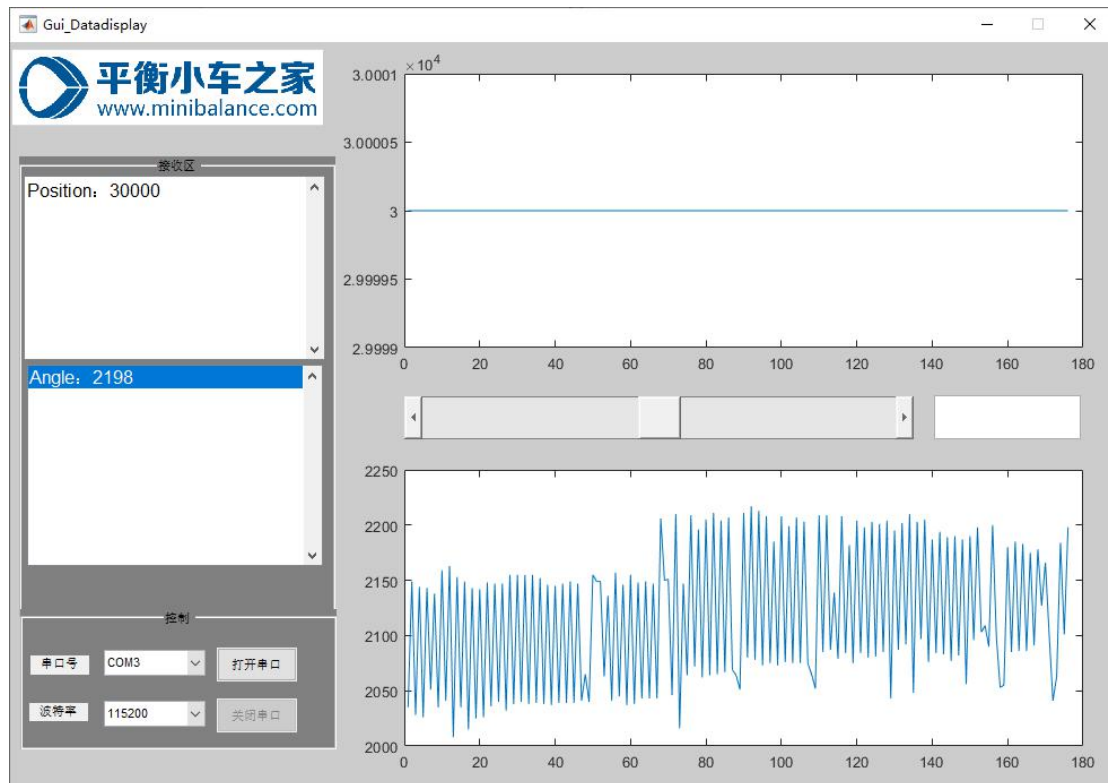 Gui_Datadisplay
平衡小车之家
www.minibalance.com
接收区
Position：30000
Angle：2198
控制
串口号 COM3 打开串口
波特率 115200 关闭串口
×10^4
3.0001
3.00005
3
2.99995
2.9999
0 20 40 60 80 100 120 140 160 180
2250
2200
2150
2100
2050
2000
0 20 40 60 80 100 120 140 160 180